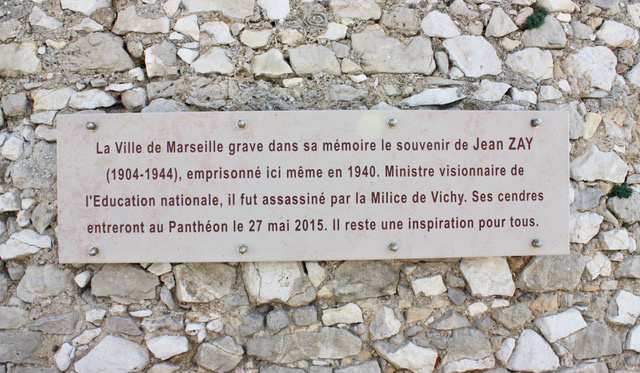 La Ville de Marseille grave dans sa mémoire le souvenir de Jean ZAY
(1904-1944), emprisonné ici même en 1940. Ministre visionnaire de
l'Education nationale, il fut assassiné par la Milice de Vichy. Ses cendres
entreront au Panthéon le 27 mai 2015. Il reste une inspiration pour tous.